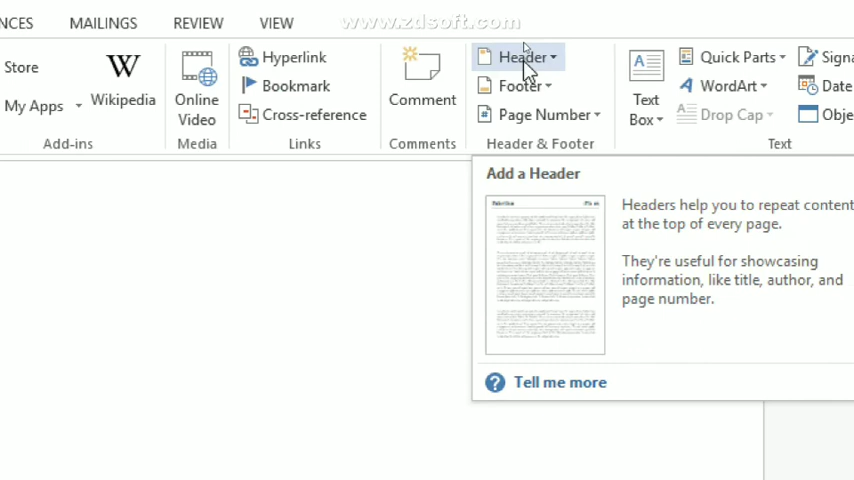 NCES MAILINGS REVIEW VIEW www.zdsoft.com
Store
My Apps
Wikipedia
Add-ins
Online
Video
Media
Hyperlink
Bookmark
Cross-reference
Links
Comment
Comments
Header
Footer
Page Number
Header & Footer
Text
Box
Quick Parts
WordArt
Drop Cap
Signa
Date
Obje
Text
Add a Header
Headers help you to repeat content
at the top of every page.
They're useful for showcasing
information, like title, author, and
page number.
? Tell me more